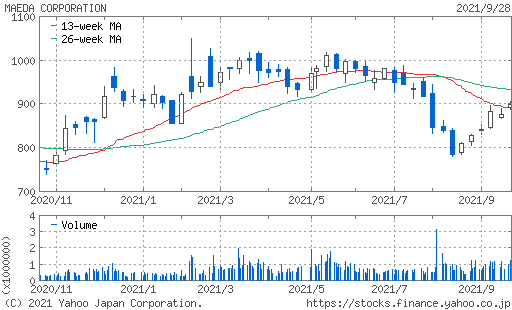 MAEDA CORPORATION 2021/9/28
13-week MA
26-week MA
1100
1000
900
800
700
2020/11 2021/1 2021/3 2021/5 2021/7 2021/9
Volume
4
3
2
1
0
(x1000000)
2020/11 2021/1 2021/3 2021/5 2021/7 2021/9
(C) 2021 Yahoo Japan Corporation. https://stocks.finance.yahoo.co.jp